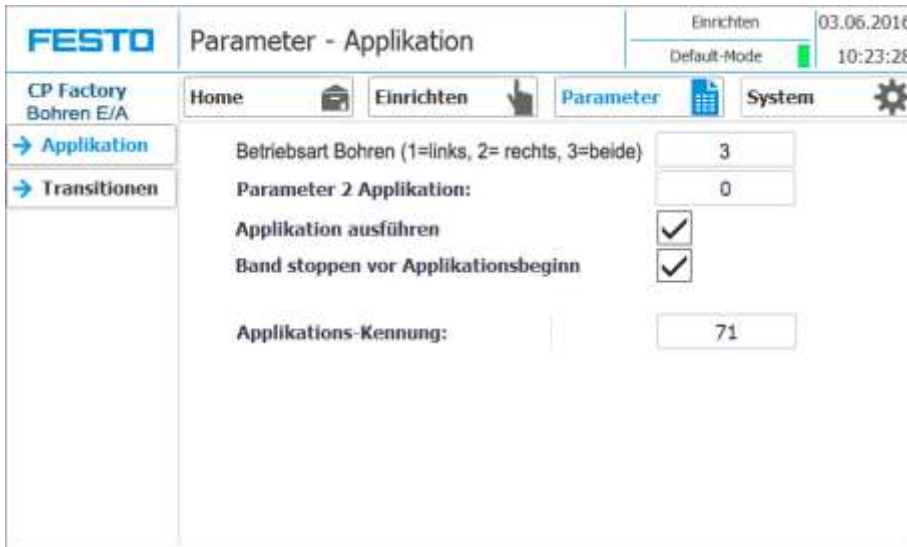 FESTO
Parameter - Applikation
Einrichten
03.06.2016
Default-Mode
10:23:28
CP Factory
Bohren E/A
Home
Einrichten
Parameter
System
Applikation
Transitionen
Betriebsart Bohren (1=links, 2= rechts, 3=beide)
3
Parameter 2 Applikation:
0
Applikation ausführen
Band stoppen vor Applikationsbeginn
Applikations-Kennung:
71